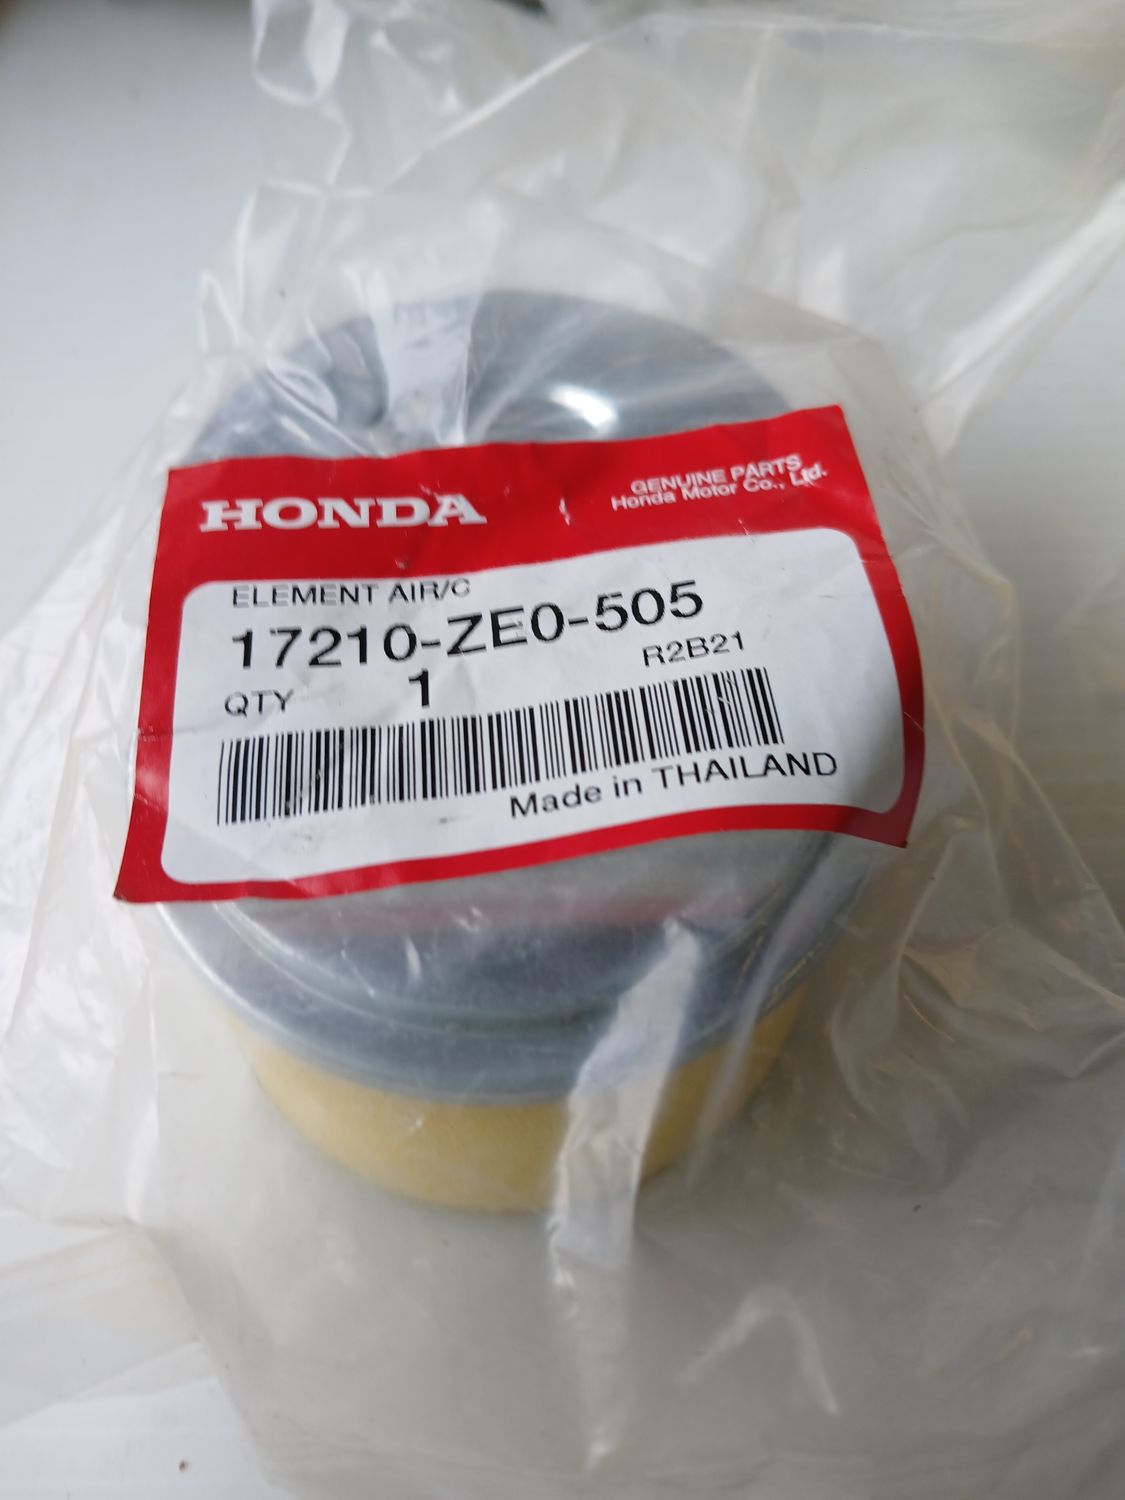 HONDA
GENUINE PARTS
Honda Motor Co., Ltd.
ELEMENT AIR/C
17210-ZE0-505
R2B21
QTY 1
Made in THAILAND